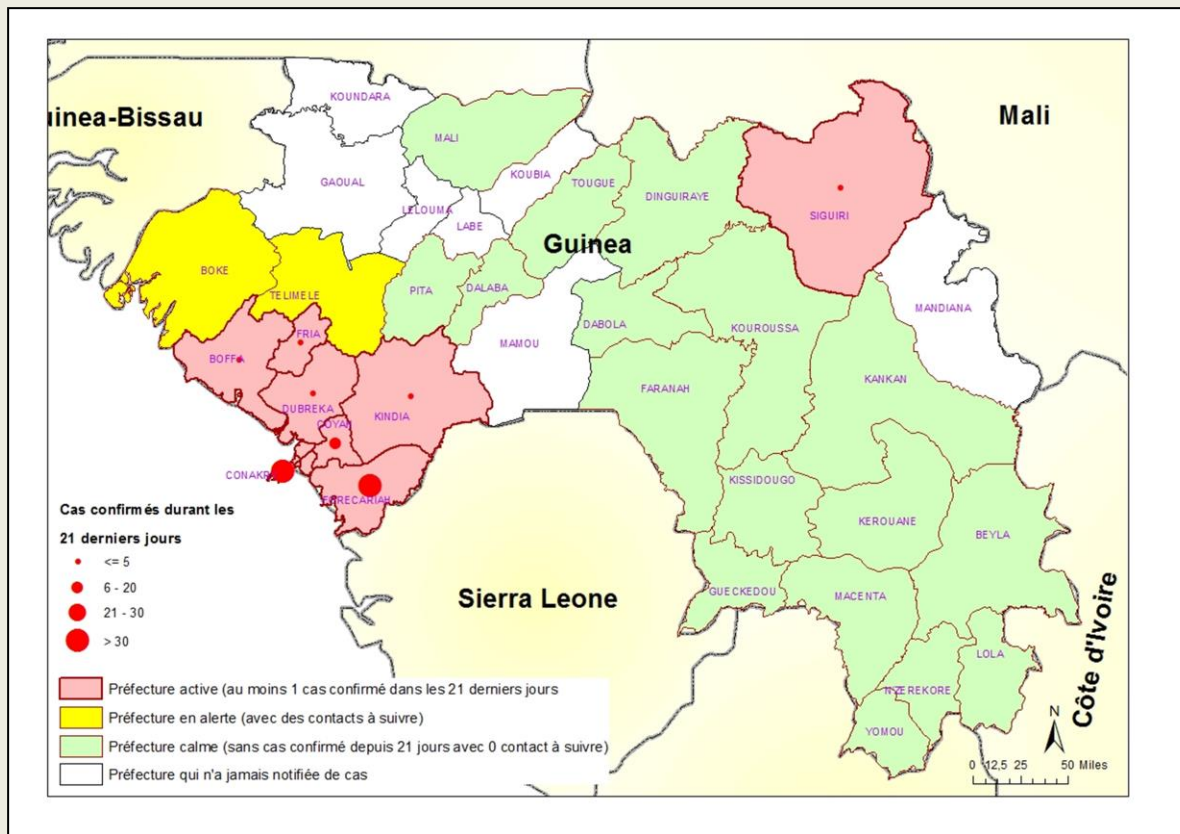 uinea-Bissau
Mali
KOUNDARA
MALI
KOUBIA
GAOUAL
TOUGUE
DINGUIRAYE
LELOUMA
LABE
SIGUIRI
Guinea
BOKE
TELIMELE
PITA
DALABA
MANDIANA
DABOLA
KOUROUSSA
FRIA
MAMOU
BOFFA
FARANAH
KANKAN
DUBREKA
KINDIA
COYAH
CONAKR
FORECARIAH
KISSIDOUGO
KEROUANE
BEYLA
GUECKEDOU
MACENTA
Sierra Leone
LOLA
N'ZEREKORE
YOMOU
Côte d'Ivoire
Cas confirmés durant les
21 derniers jours
<= 5
6 - 20
21 - 30
> 30
Préfecture active (au moins 1 cas confirmé dans les 21 derniers jours
Préfecture en alerte (avec des contacts à suivre)
Préfecture calme (sans cas confirmé depuis 21 jours avec 0 contact à suivre)
Préfecture qui n'a jamais notifiée de cas
N
0 12,5 25 50 Miles